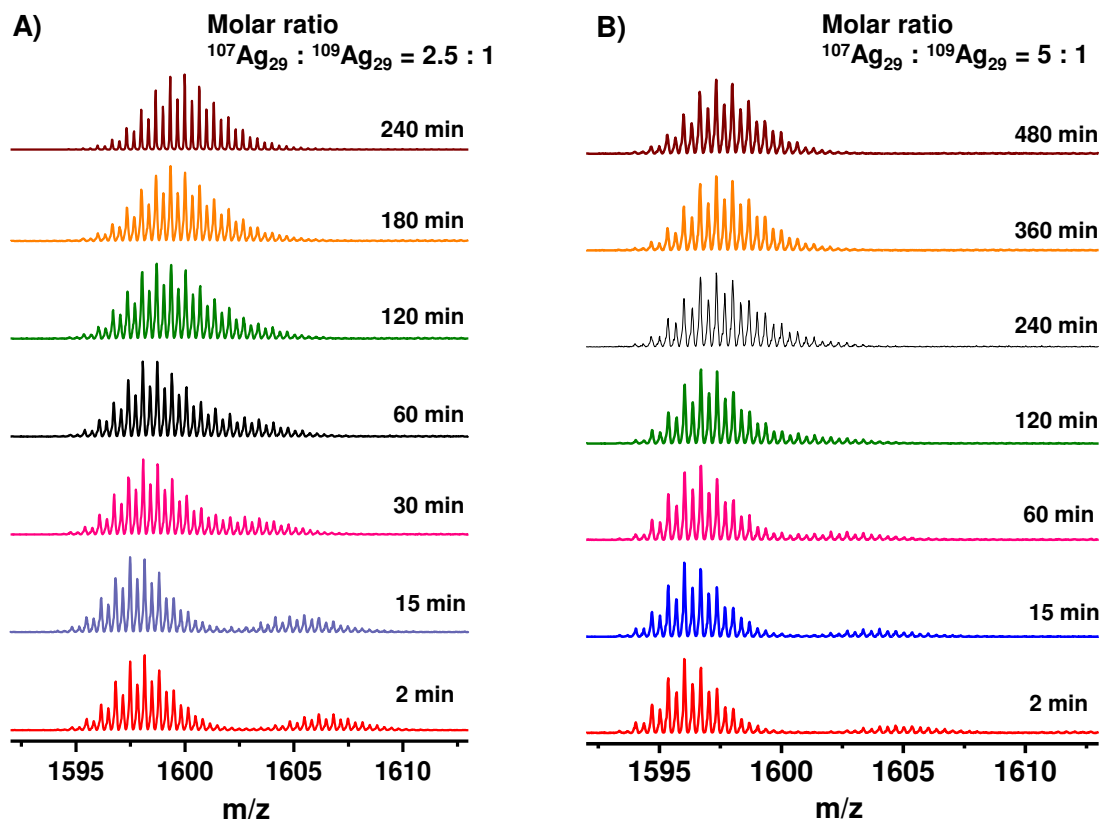 A)
Molar ratio
¹⁰⁷Ag₂₉ : ¹⁰⁹Ag₂₉ = 2.5 : 1
240 min
180 min
120 min
60 min
30 min
15 min
2 min
1595 1600 1605 1610
m/z
B)
Molar ratio
¹⁰⁷Ag₂₉ : ¹⁰⁹Ag₂₉ = 5 : 1
480 min
360 min
240 min
120 min
60 min
15 min
2 min
1595 1600 1605 1610
m/z